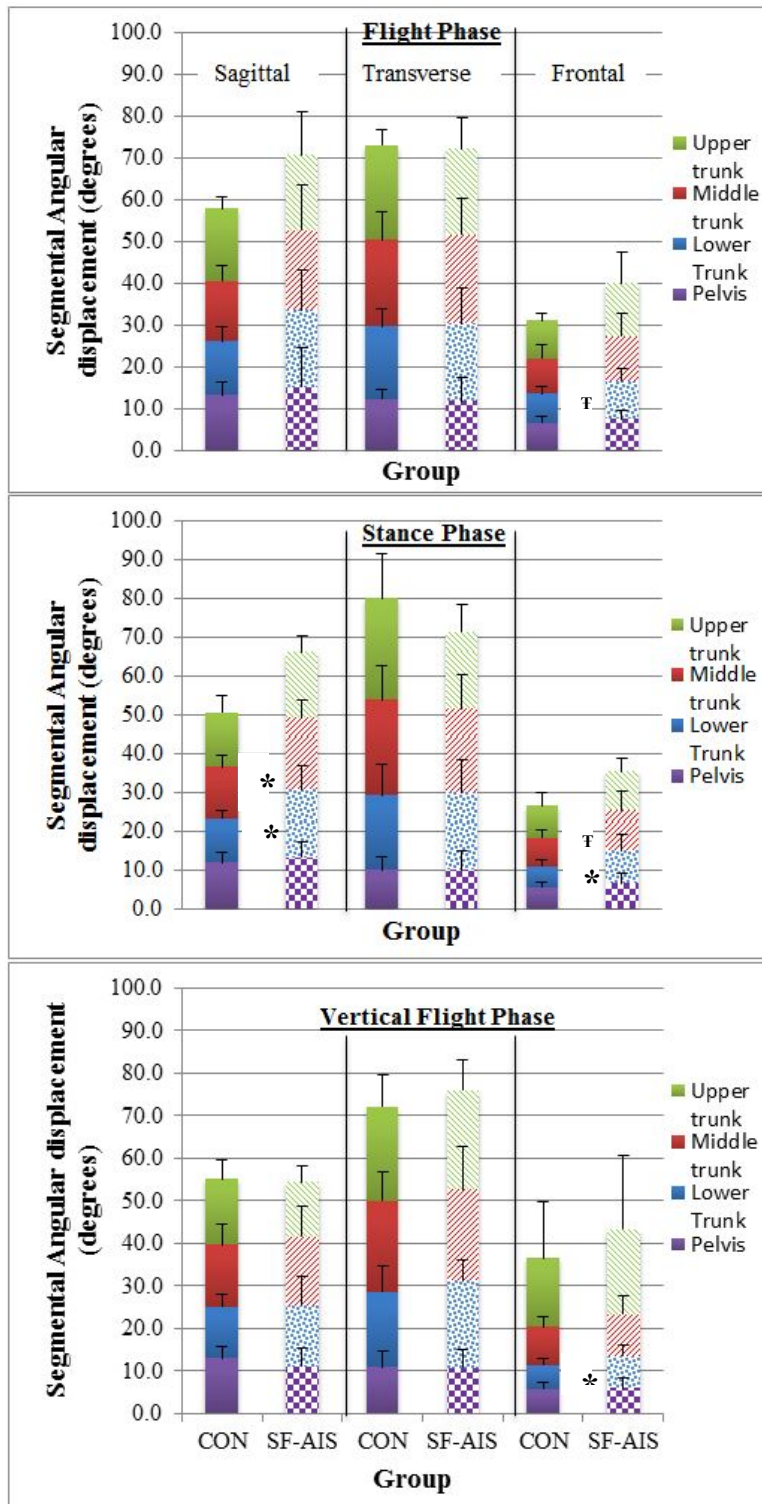 Flight Phase
Sagittal Transverse Frontal
Segmental Angular
displacement (degrees)
100.0
90.0
80.0
70.0
60.0
50.0
40.0
30.0
20.0
10.0
0.0
Ŧ
Upper
trunk
Middle
trunk
Lower
Trunk
Pelvis
Group
Stance Phase
Segmental Angular
displacement (degrees)
100.0
90.0
80.0
70.0
60.0
50.0
40.0
30.0
20.0
10.0
0.0
*
*
Ŧ
*
Upper
trunk
Middle
trunk
Lower
Trunk
Pelvis
Group
Vertical Flight Phase
Segmental Angular displacement
((degrees)
100.0
90.0
80.0
70.0
60.0
50.0
40.0
30.0
20.0
10.0
0.0
*
Upper
trunk
Middle
trunk
Lower
Trunk
Pelvis
CON SF-AIS CON SF-AIS CON SF-AIS
Group